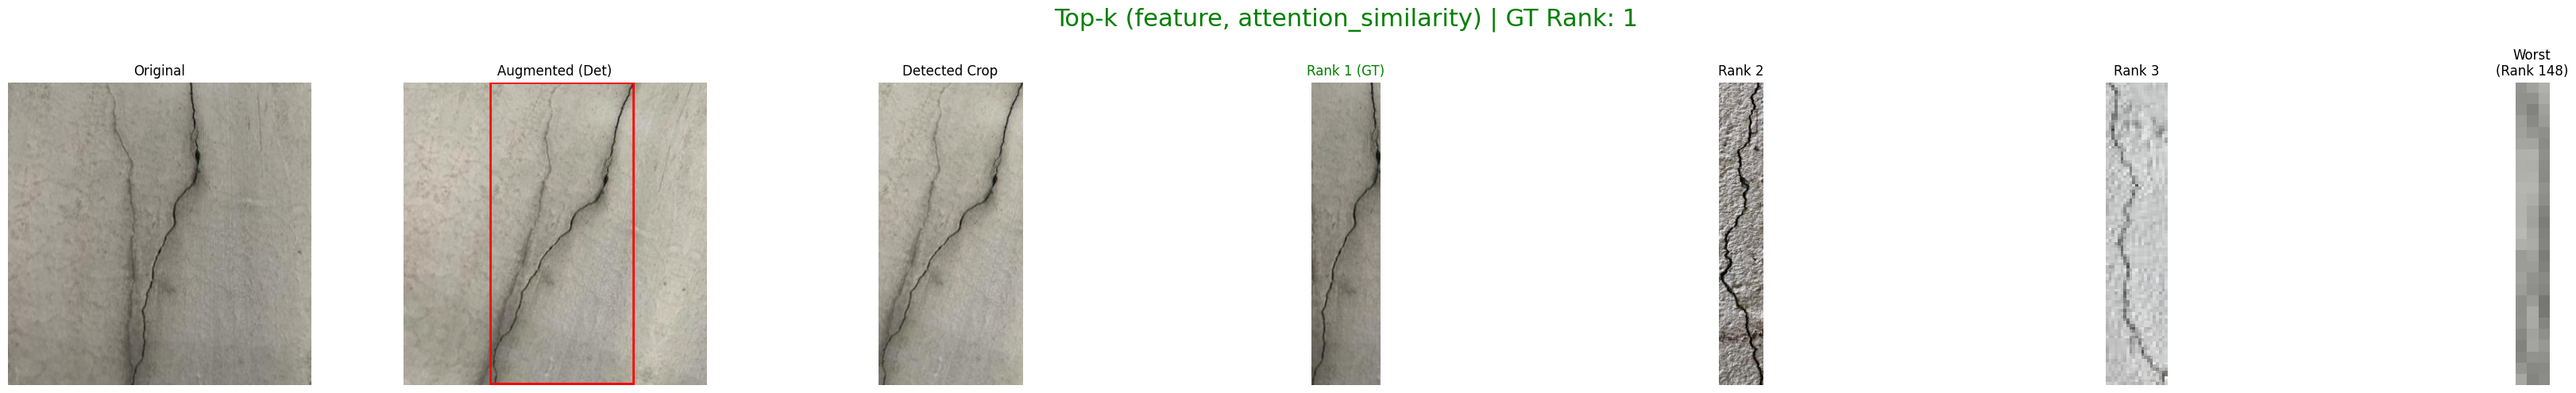 Top-k (feature, attention_similarity) | GT Rank: 1
Original
Augmented (Det)
Detected Crop
Rank 1 (GT)
Rank 2
Rank 3
Worst
(Rank 148)